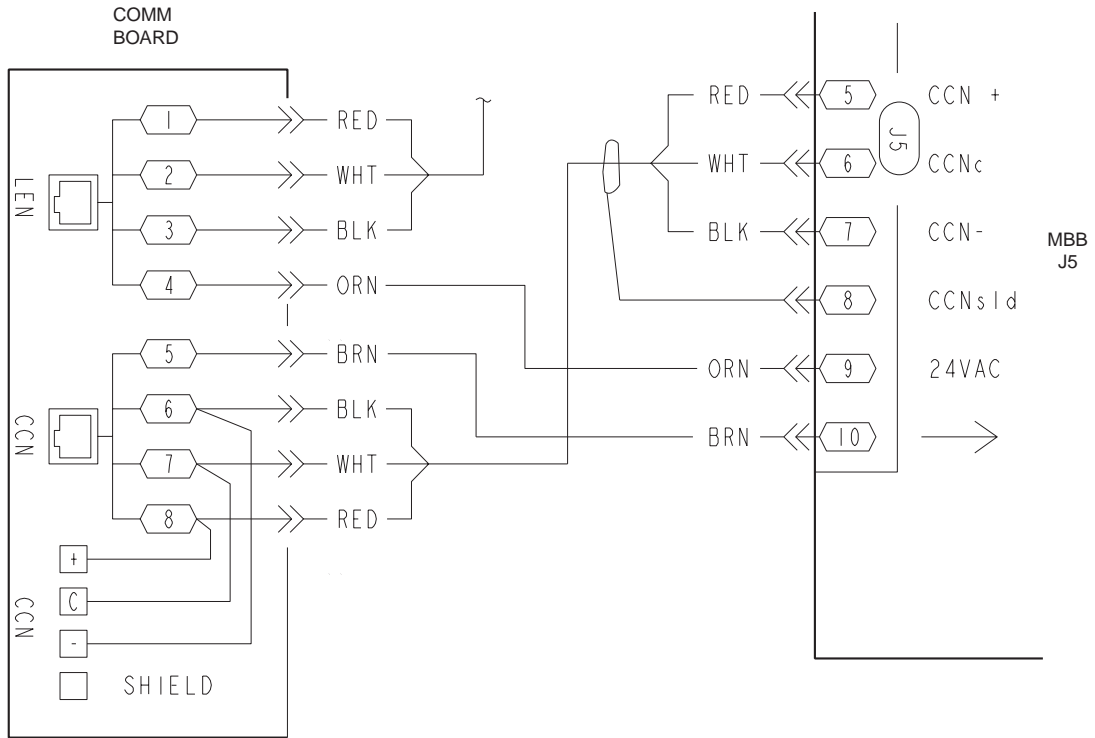 COMM
BOARD
LEN
1 RED
2 WHT
3 BLK
4 ORN
CCN
5 BRN
6 BLK
7 WHT
8 RED
CCN
+
C
-
SHIELD
RED 5 CCN +
WHT 6 CCNc
BLK 7 CCN-
8 CCNsld
ORN 9 24VAC
BRN 10
J5
MBB
J5